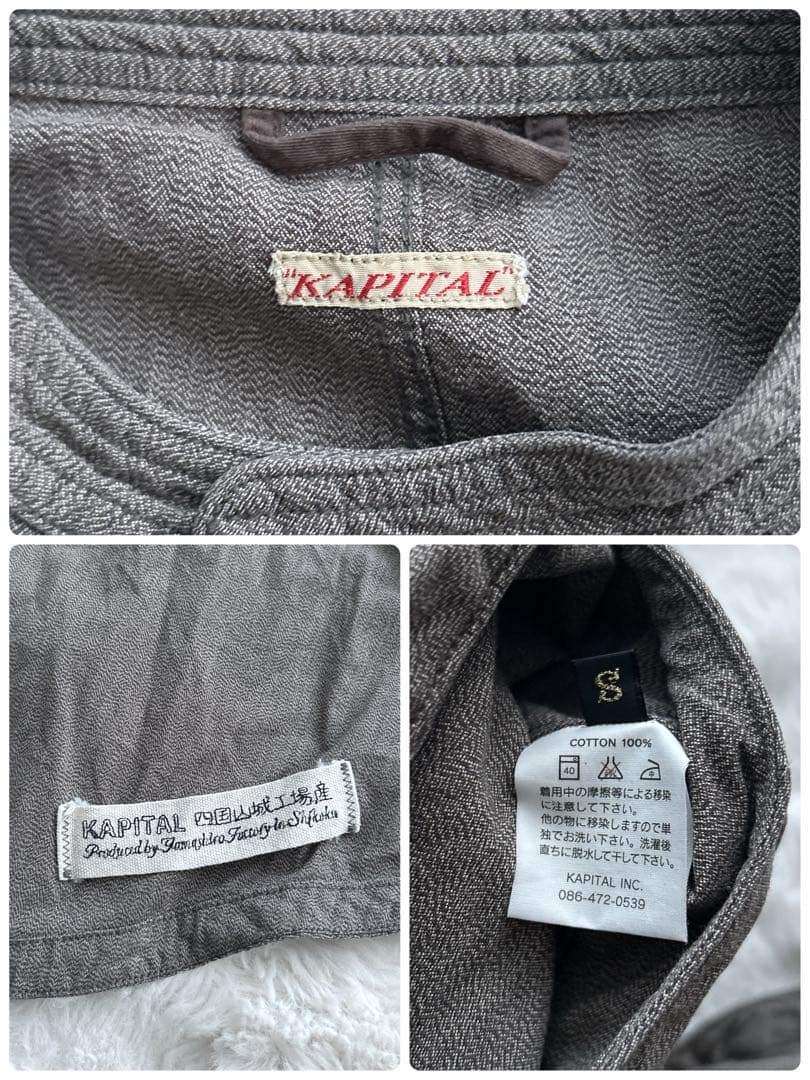 "KAPITAL"
KAPITAL 四国山城工場産
Produced by Yamashiro Factory in Shikoku
S
COTTON 100%
40
着用中の摩擦等による移染
に注意して下さい。
他の物に移染しますので単
独でお洗い下さい。洗濯後
直ちに脱水して干して下さい。
KAPITAL INC.
086-472-0539